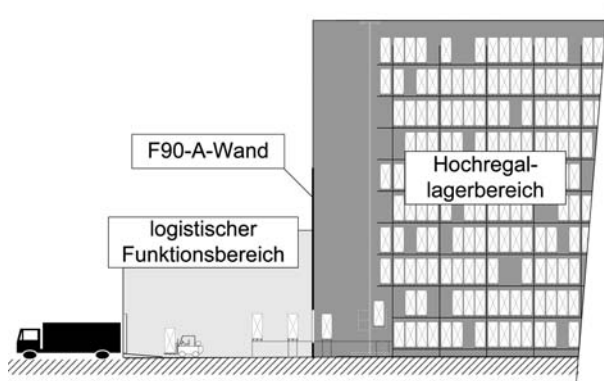 F90-A-Wand
Hochregal-
lagerbereich
logistischer
Funktionsbereich